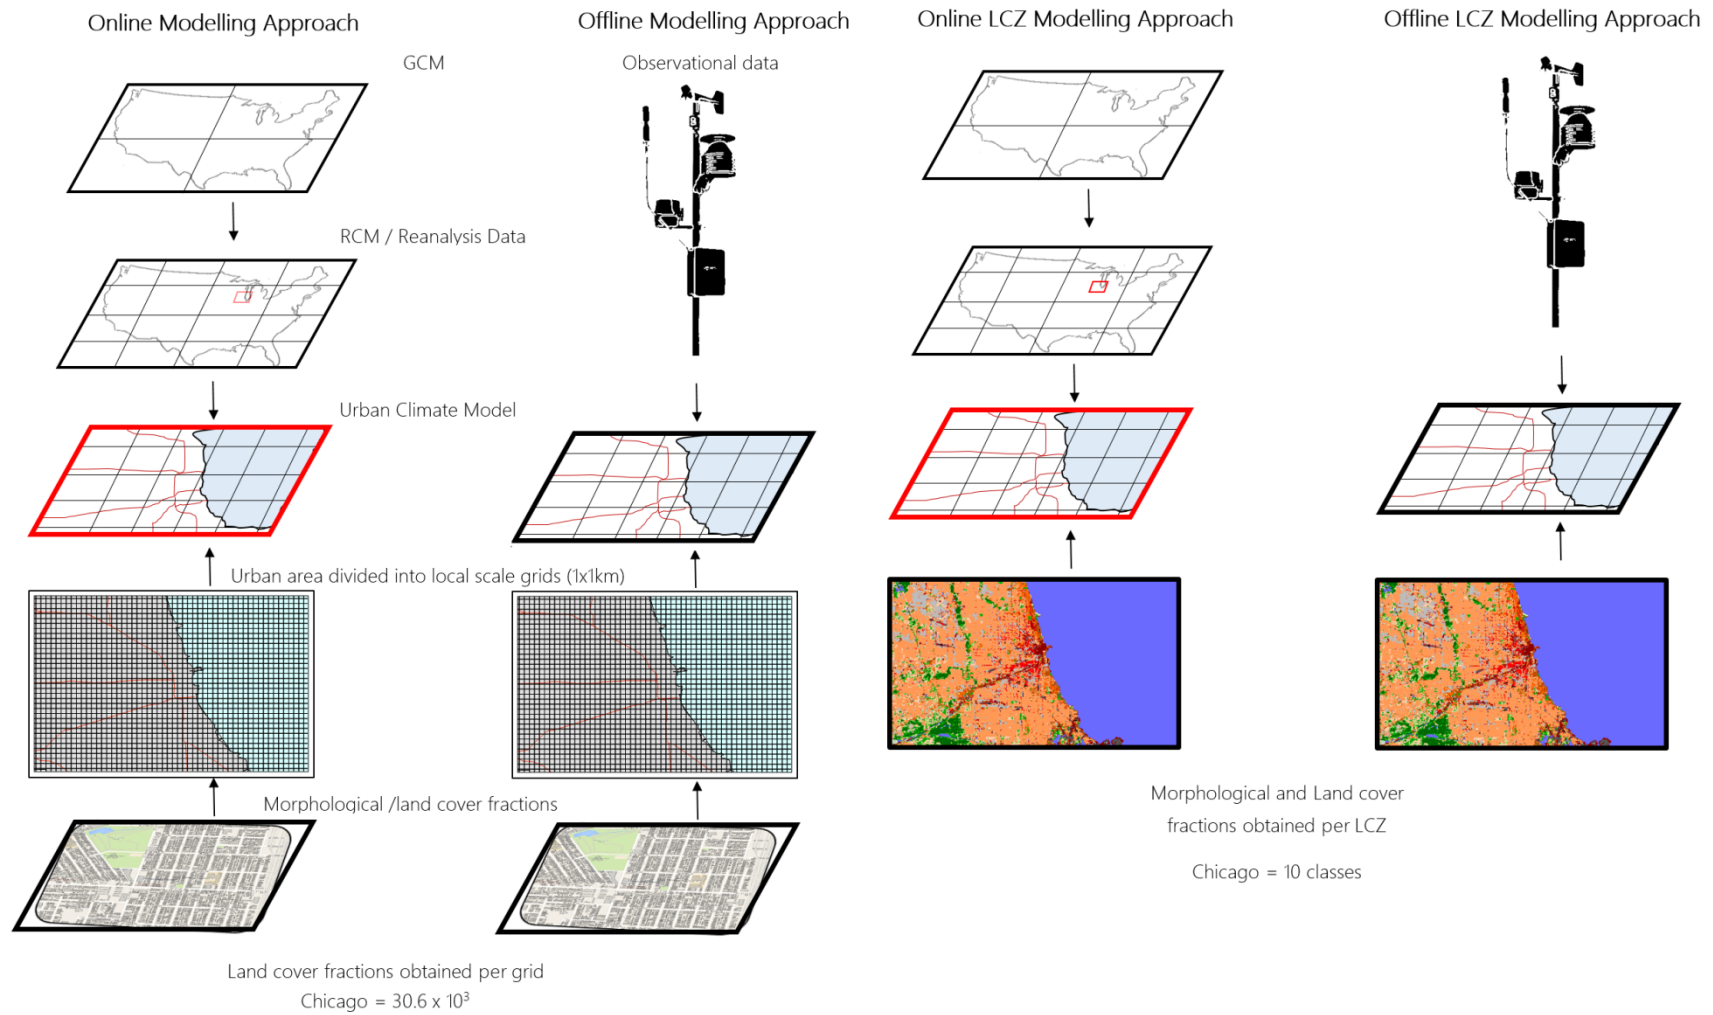 Online Modelling Approach
Offline Modelling Approach
Online LCZ Modelling Approach
Offline LCZ Modelling Approach
GCM
Observational data
RCM / Reanalysis Data
Urban Climate Model
Urban area divided into local scale grids (1x1km)
Morphological /land cover fractions
Morphological and Land cover
fractions obtained per LCZ
Chicago = 10 classes
Land cover fractions obtained per grid
Chicago = 30.6 x 10³